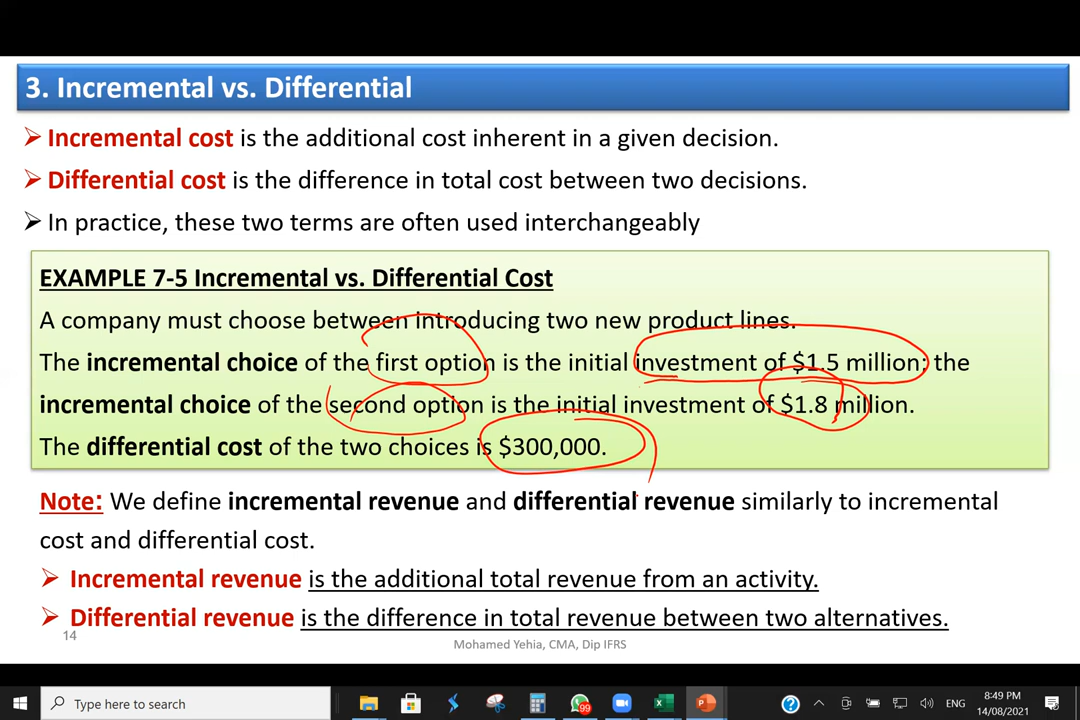 3. Incremental vs. Differential
Incremental cost is the additional cost inherent in a given decision.
Differential cost is the difference in total cost between two decisions.
In practice, these two terms are often used interchangeably
EXAMPLE 7-5 Incremental vs. Differential Cost
A company must choose between introducing two new product lines.
The incremental choice of the first option is the initial investment of $1.5 million; the
incremental choice of the second option is the initial investment of $1.8 million.
The differential cost of the two choices is $300,000.
Note: We define incremental revenue and differential revenue similarly to incremental
cost and differential cost.
Incremental revenue is the additional total revenue from an activity.
Differential revenue is the difference in total revenue between two alternatives.
14
Mohamed Yehia, CMA, Dip IFRS
Type here to search
99
ENG
8:49 PM
14/08/2021